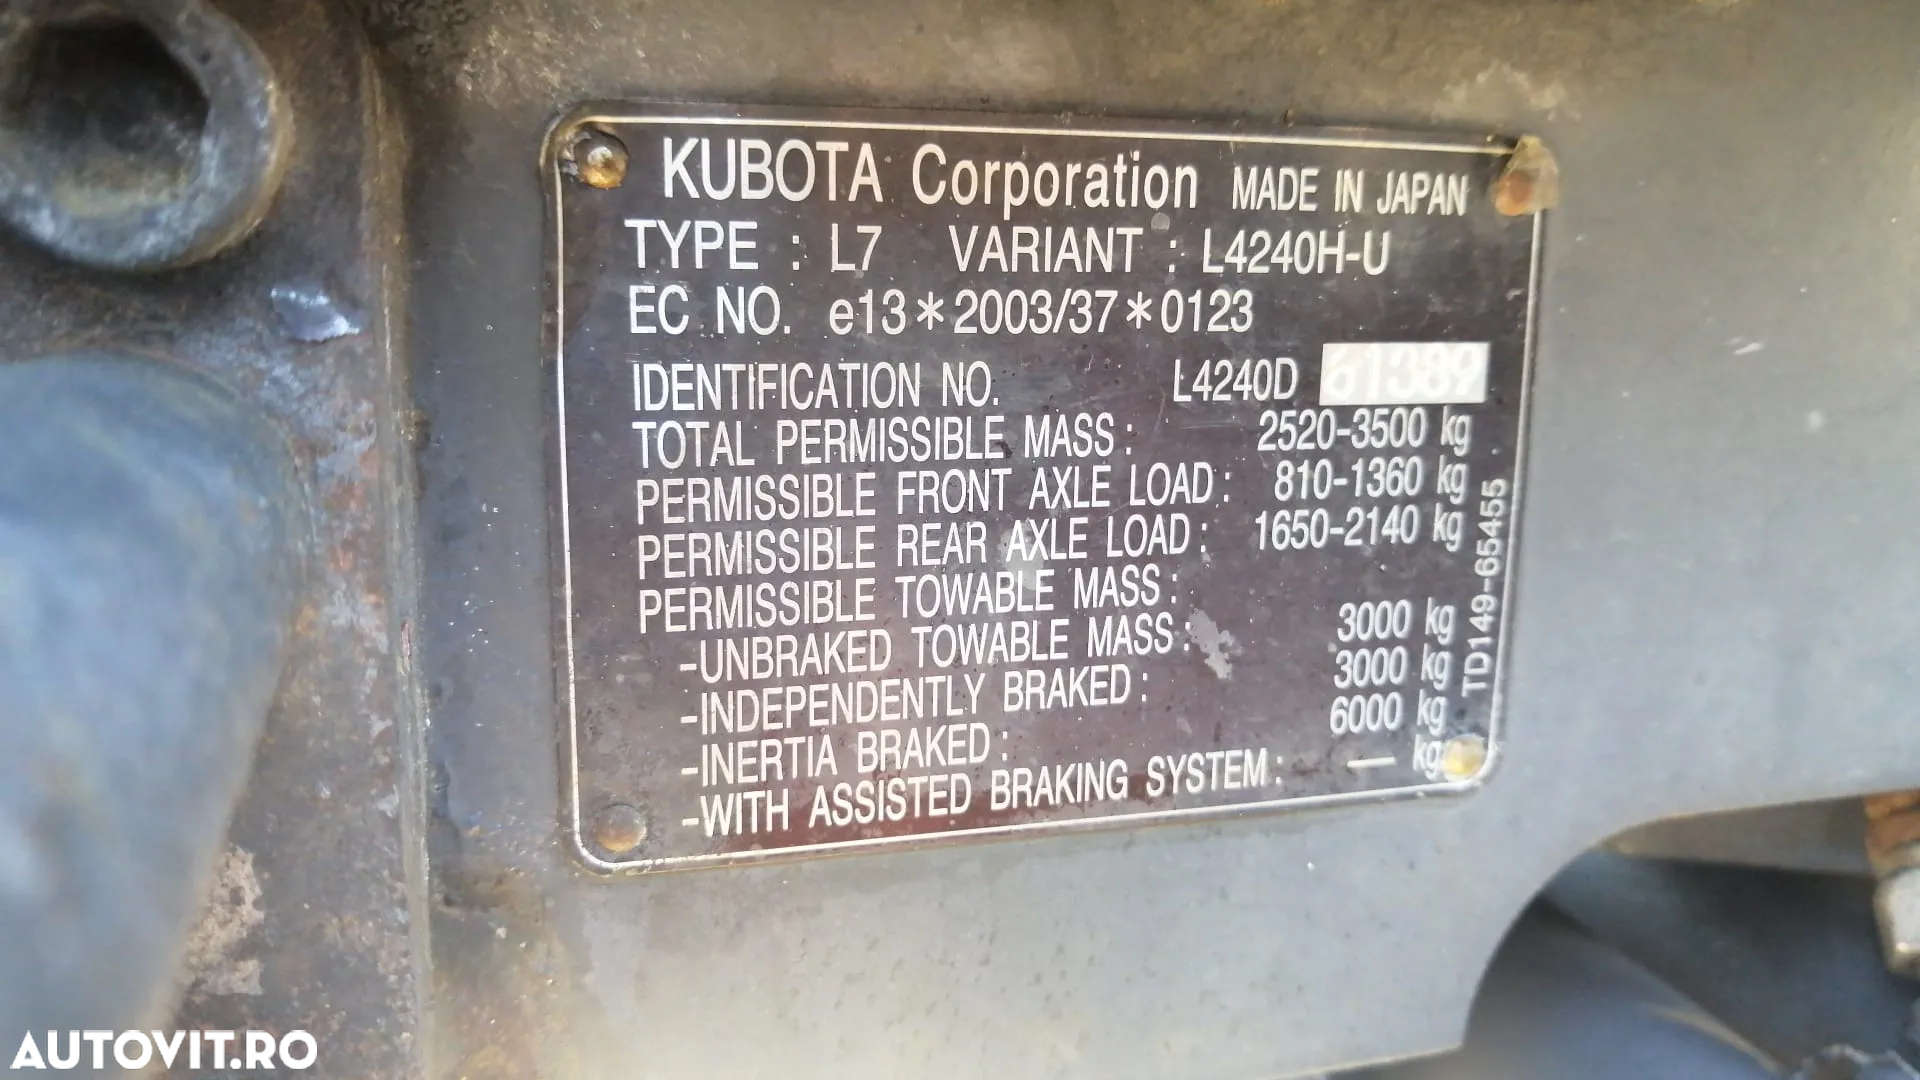 KUBOTA Corporation MADE IN JAPAN
TYPE : L7 VARIANT : L4240H-U
EC NO. e13*2003/37*0123
IDENTIFICATION NO. L4240D 61389
TOTAL PERMISSIBLE MASS : 2520-3500 kg
PERMISSIBLE FRONT AXLE LOAD : 810-1360 kg
PERMISSIBLE REAR AXLE LOAD : 1650-2140 kg
PERMISSIBLE TOWABLE MASS :
-UNBRAKED TOWABLE MASS : 3000 kg
-INDEPENDENTLY BRAKED : 3000 kg
-INERTIA BRAKED : 6000 kg
-WITH ASSISTED BRAKING SYSTEM : — kg
TD149-65455
AUTOVIT.RO